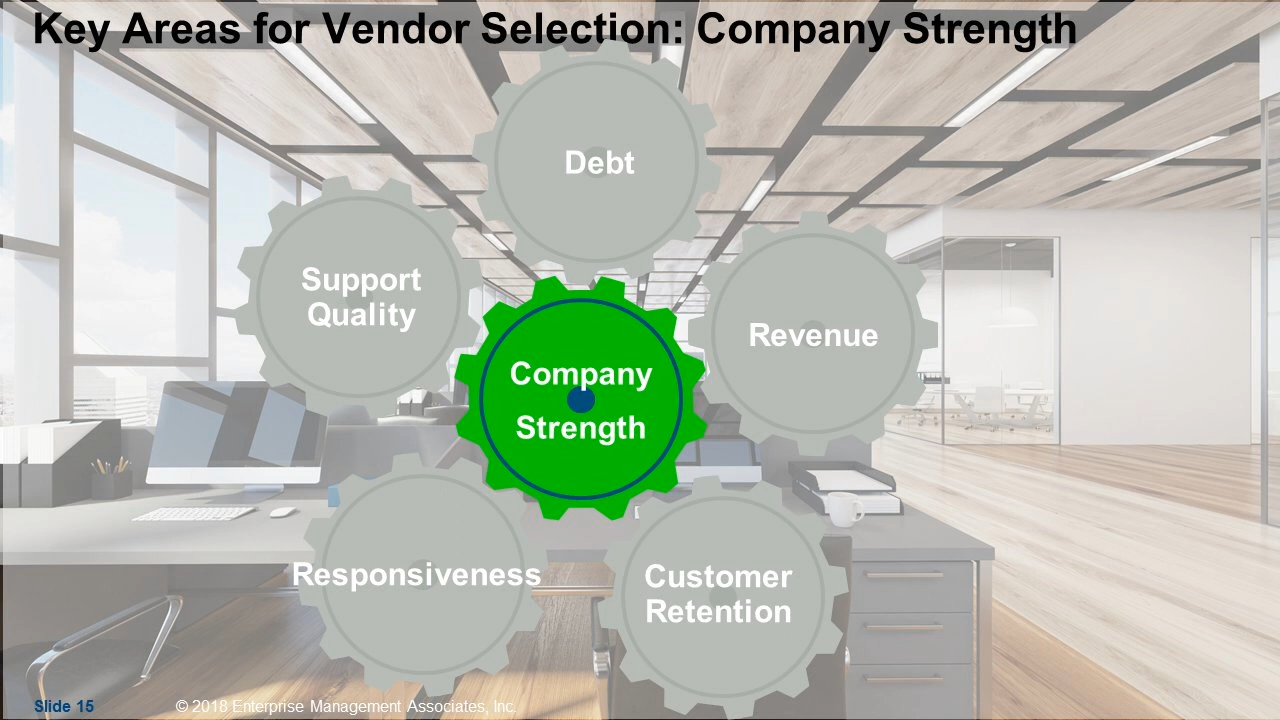 Key Areas for Vendor Selection: Company Strength
Debt
Support
Quality
Revenue
Company
Strength
Responsiveness
Customer
Retention
Slide 15
© 2018 Enterprise Management Associates, Inc.